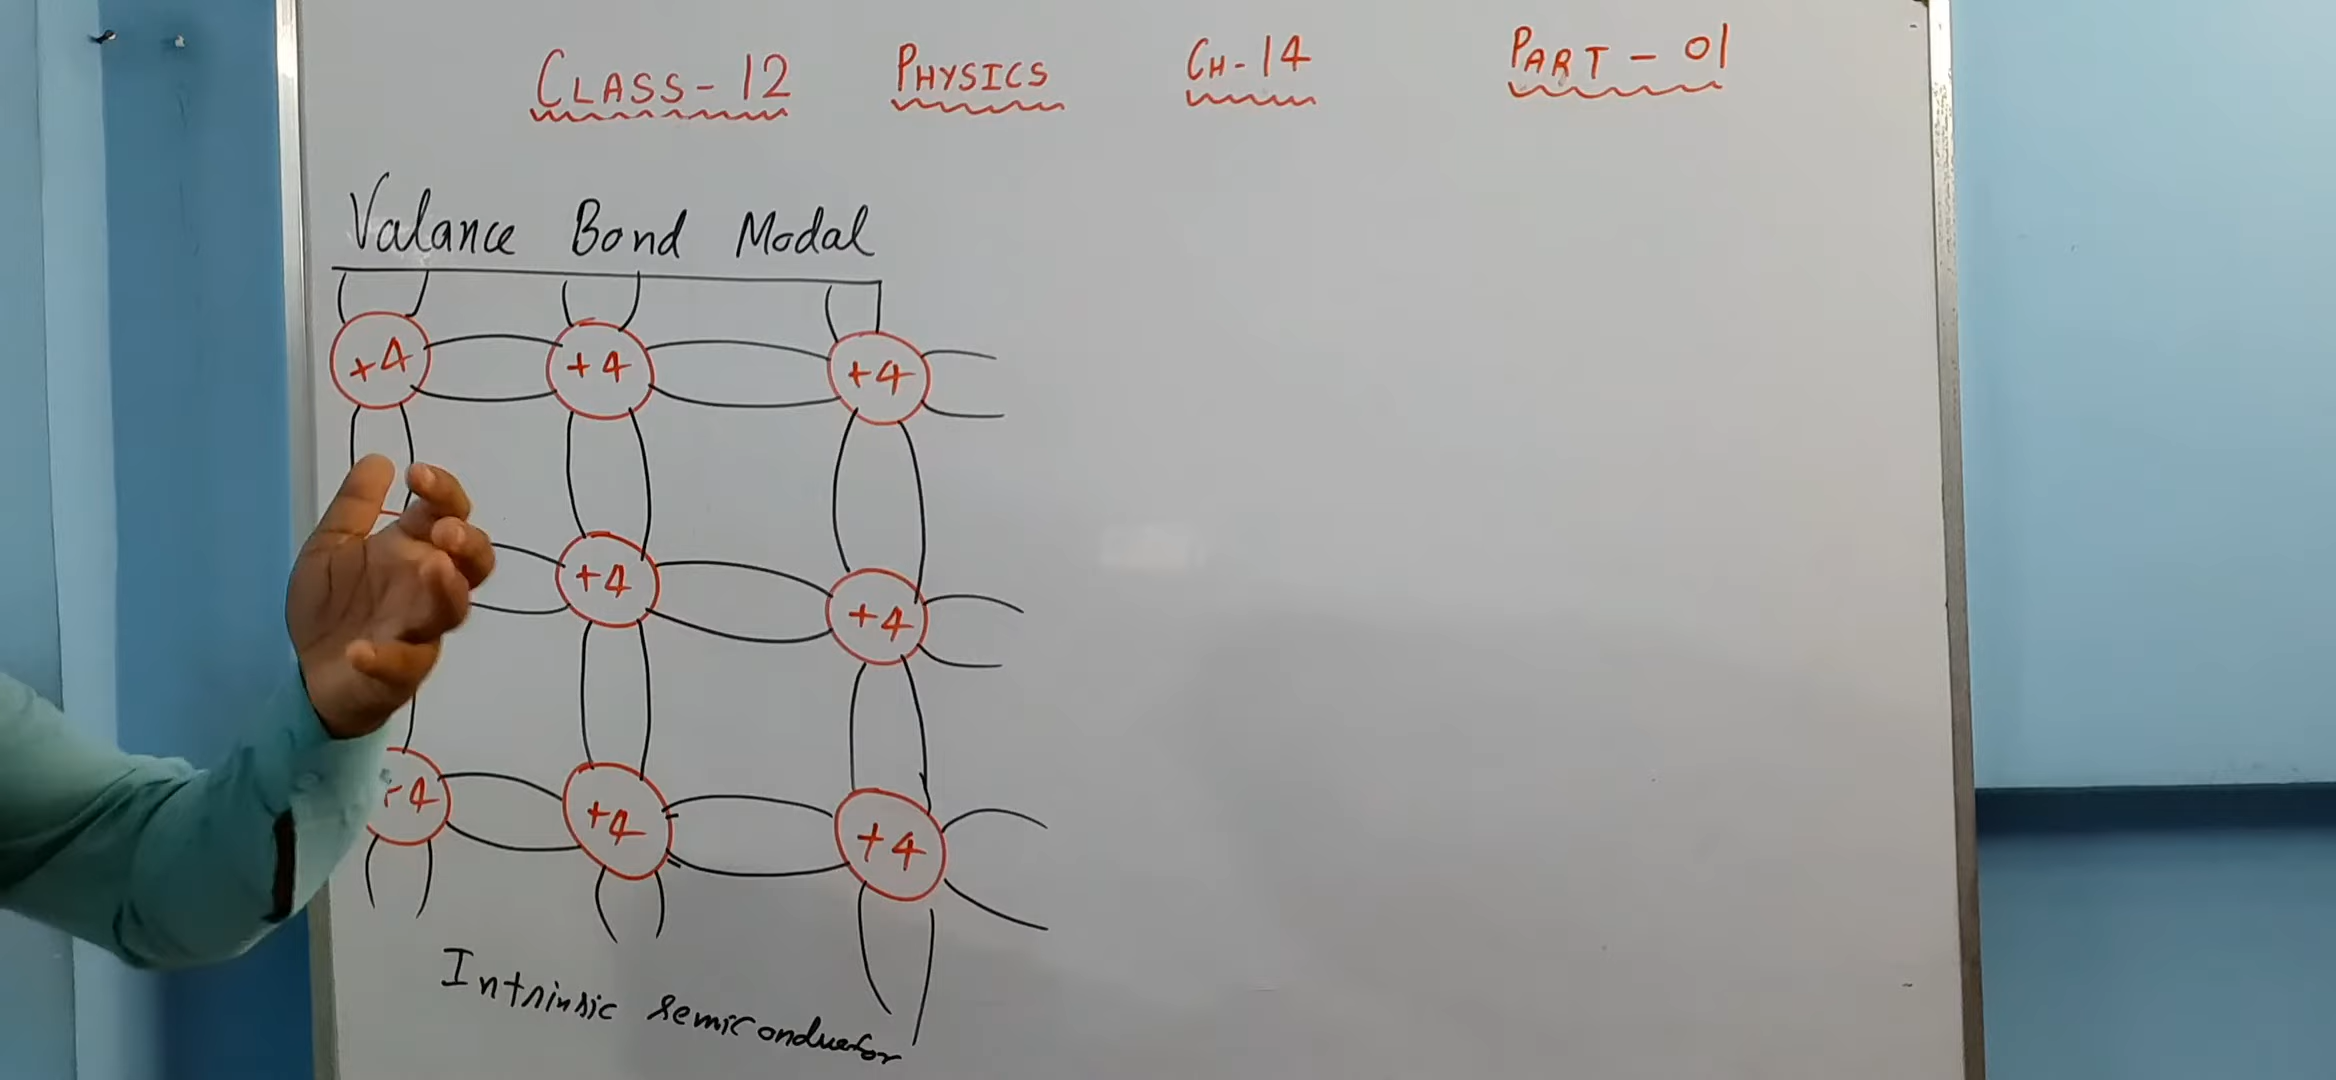 CLASS-12 PHYSICS CH-14 PART-01
Valance Bond Modal
+4 +4 +4
+4 +4
+4 +4 +4
Intrinsic semiconductor